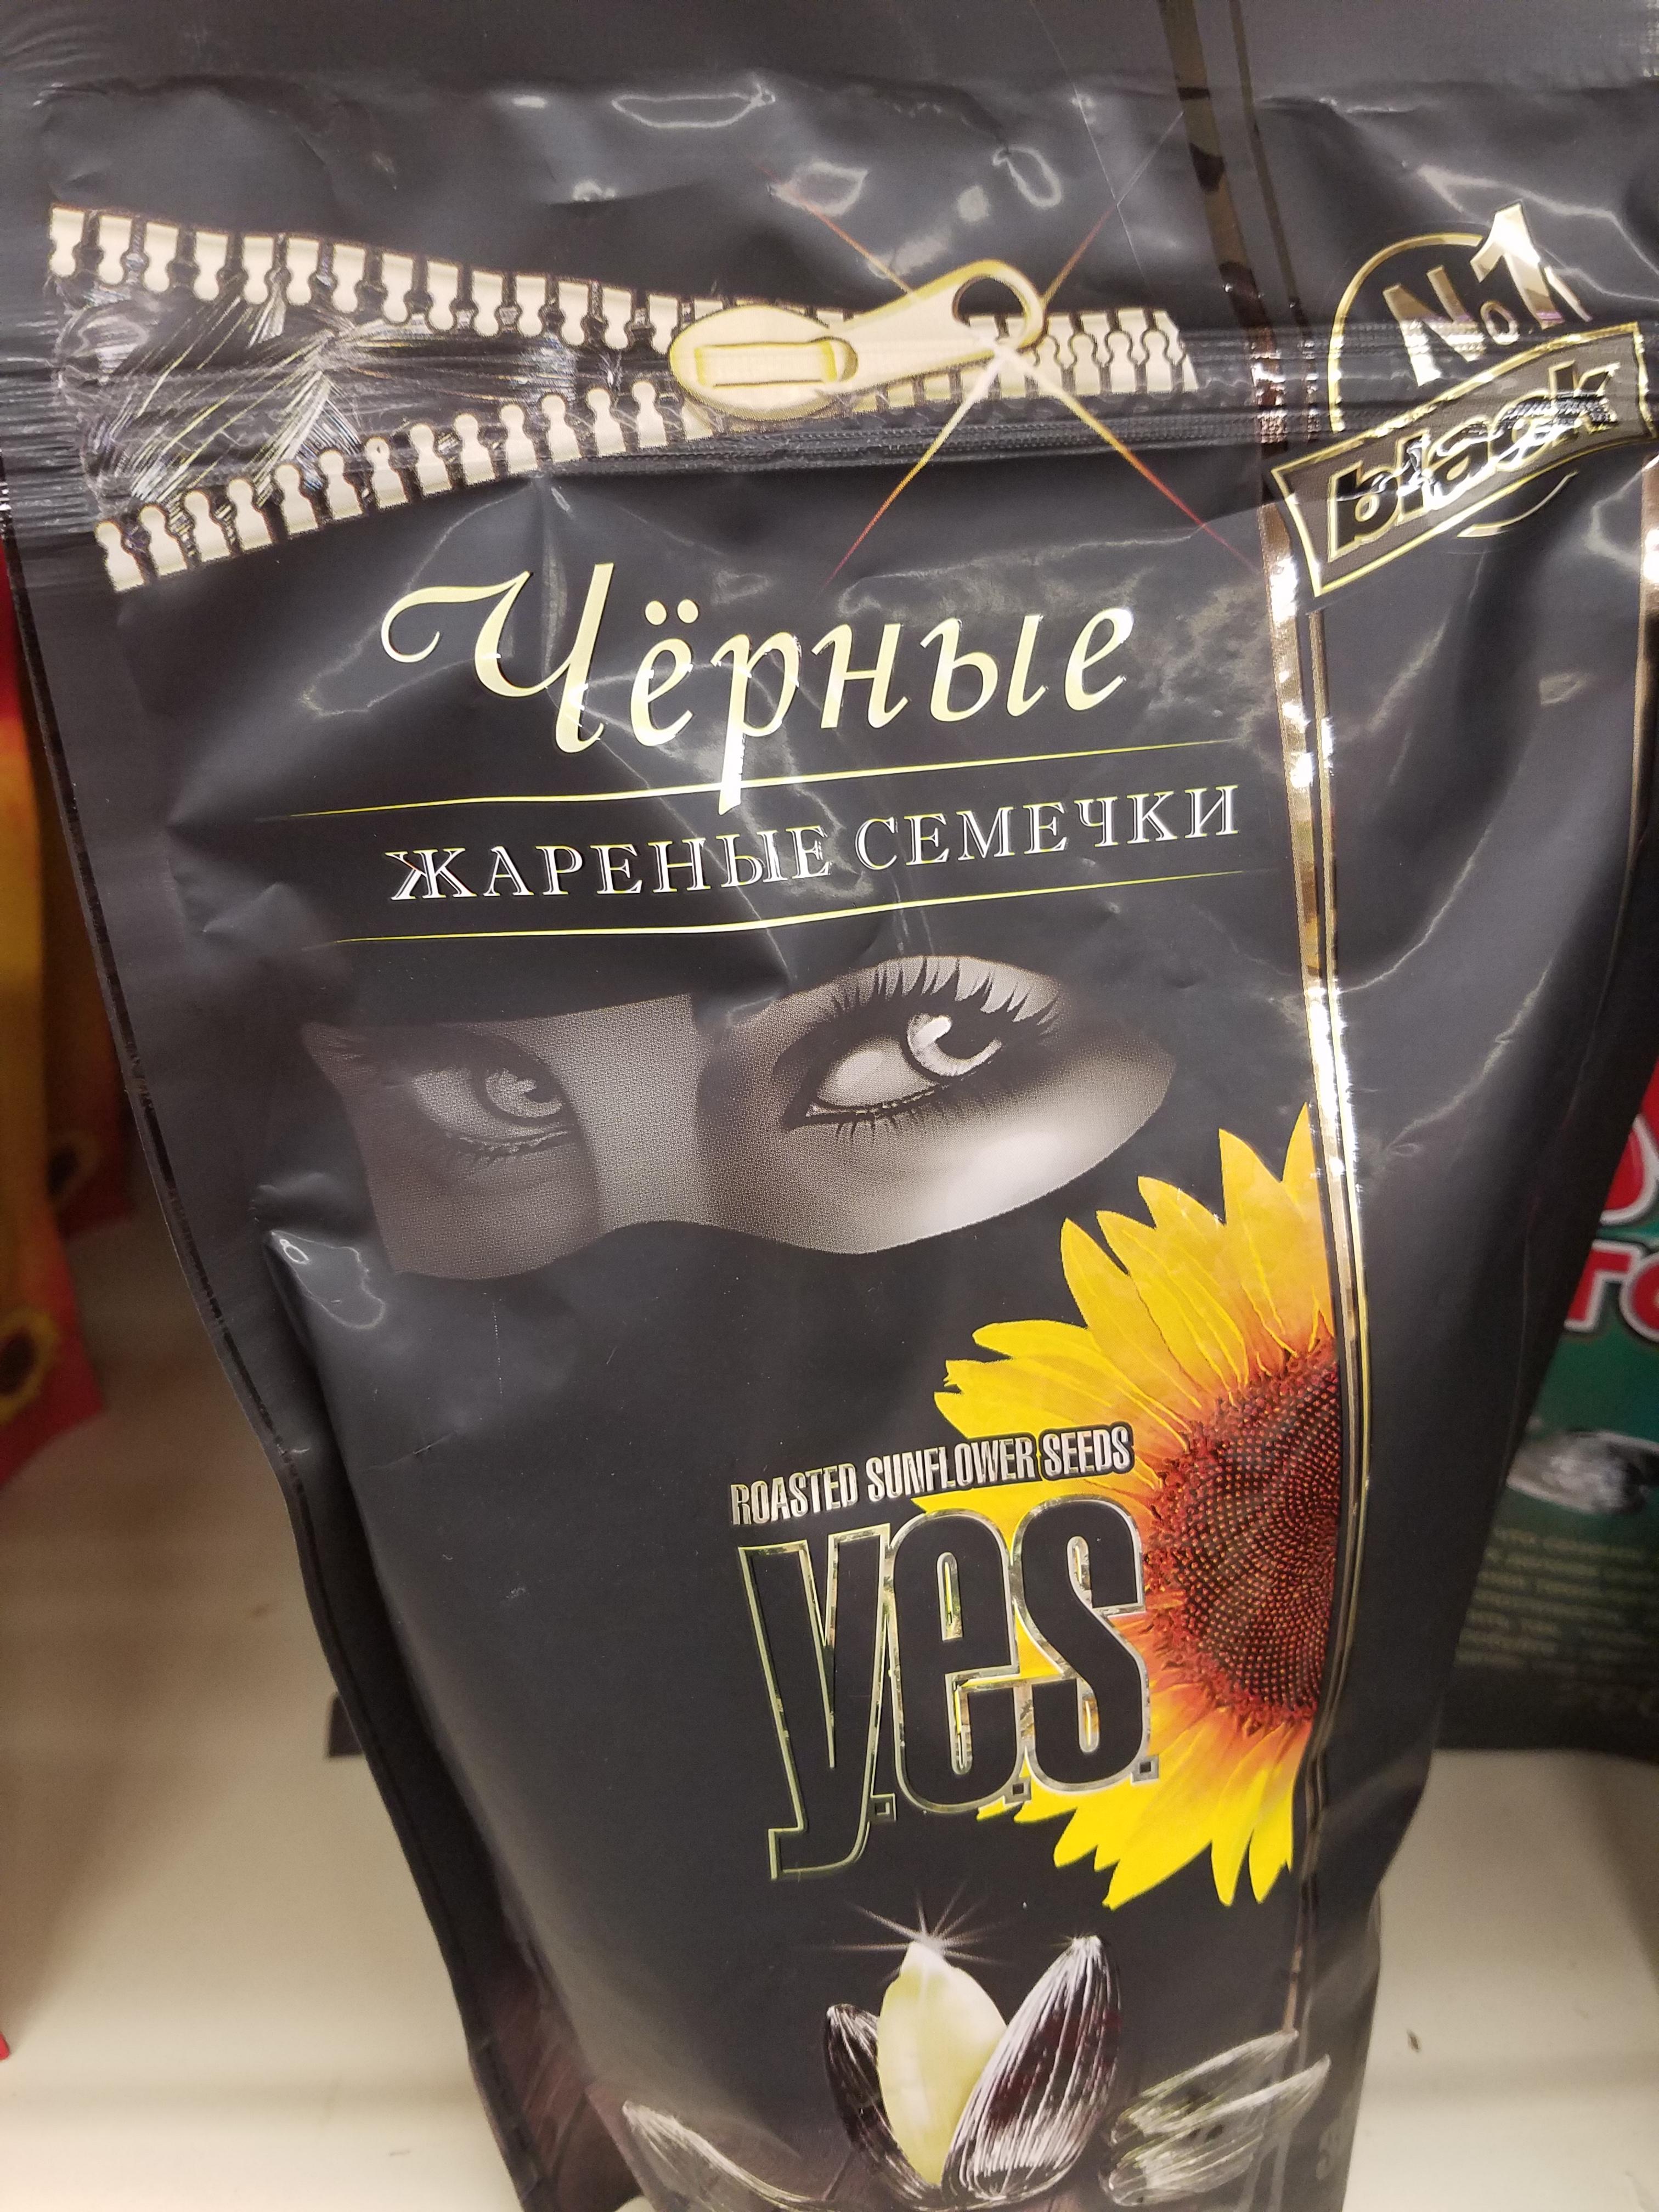 №1
black
Чёрные
ЖАРЕНЫЕ СЕМЕЧКИ
ROASTED SUNFLOWER SEEDS
y.e.s.